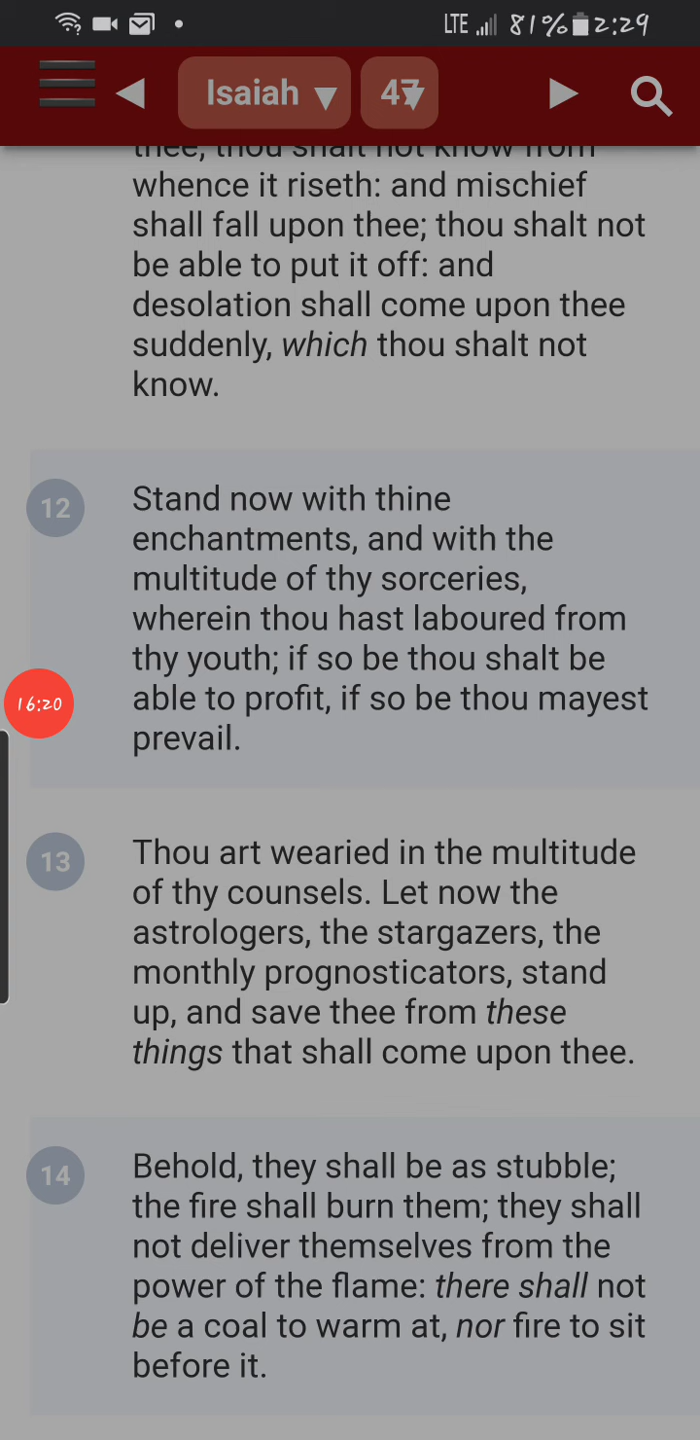 LTE 81% 2:29
Isaiah 47
thee, thou shalt not know from
whence it riseth: and mischief
shall fall upon thee; thou shalt not
be able to put it off: and
desolation shall come upon thee
suddenly, which thou shalt not
know.
12 Stand now with thine
enchantments, and with the
multitude of thy sorceries,
wherein thou hast laboured from
thy youth; if so be thou shalt be
16:20 able to profit, if so be thou mayest
prevail.
13 Thou art wearied in the multitude
of thy counsels. Let now the
astrologers, the stargazers, the
monthly prognosticators, stand
up, and save thee from these
things that shall come upon thee.
14 Behold, they shall be as stubble;
the fire shall burn them; they shall
not deliver themselves from the
power of the flame: there shall not
be a coal to warm at, nor fire to sit
before it.